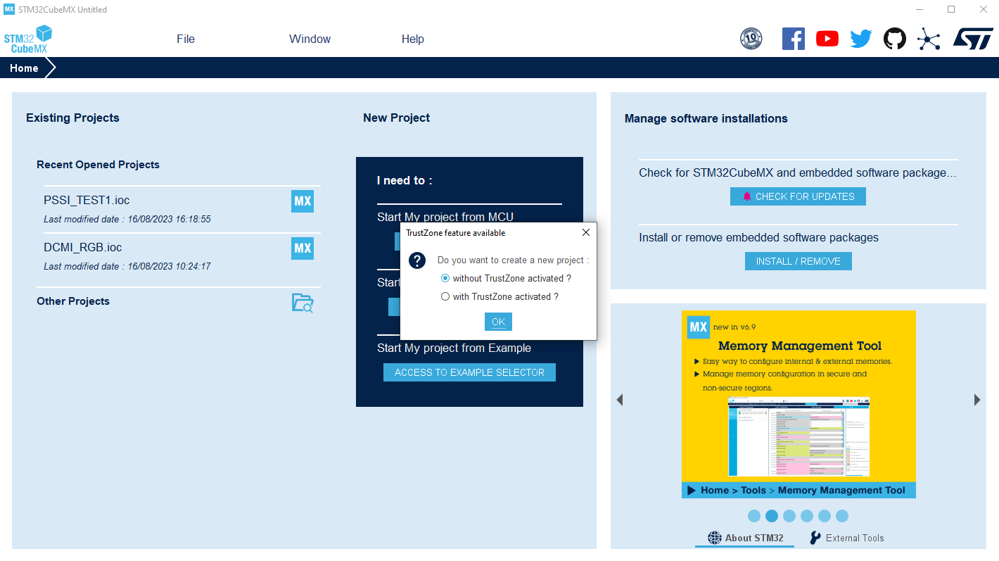 MX STM32CubeMX Untitled
STM32
CubeMX
File
Window
Help
10
YEARS
ST
Home
Existing Projects
Recent Opened Projects
PSSI_TEST1.ioc
MX
Last modified date : 16/08/2023 16:18:55
DCMI_RGB.ioc
MX
Last modified date : 16/08/2023 10:24:17
Other Projects
New Project
I need to :
Start My project from MCU
Start
Start My project from Example
ACCESS TO EXAMPLE SELECTOR
TrustZone feature available
?
Do you want to create a new project :
without TrustZone activated ?
with TrustZone activated ?
OK
Manage software installations
Check for STM32CubeMX and embedded software package...
CHECK FOR UPDATES
Install or remove embedded software packages
INSTALL / REMOVE
MX new in v6.9
Memory Management Tool
Easy way to configure internal & external memories.
Manage memory configuration in secure and
non-secure regions.
Home > Tools > Memory Management Tool
About STM32
External Tools